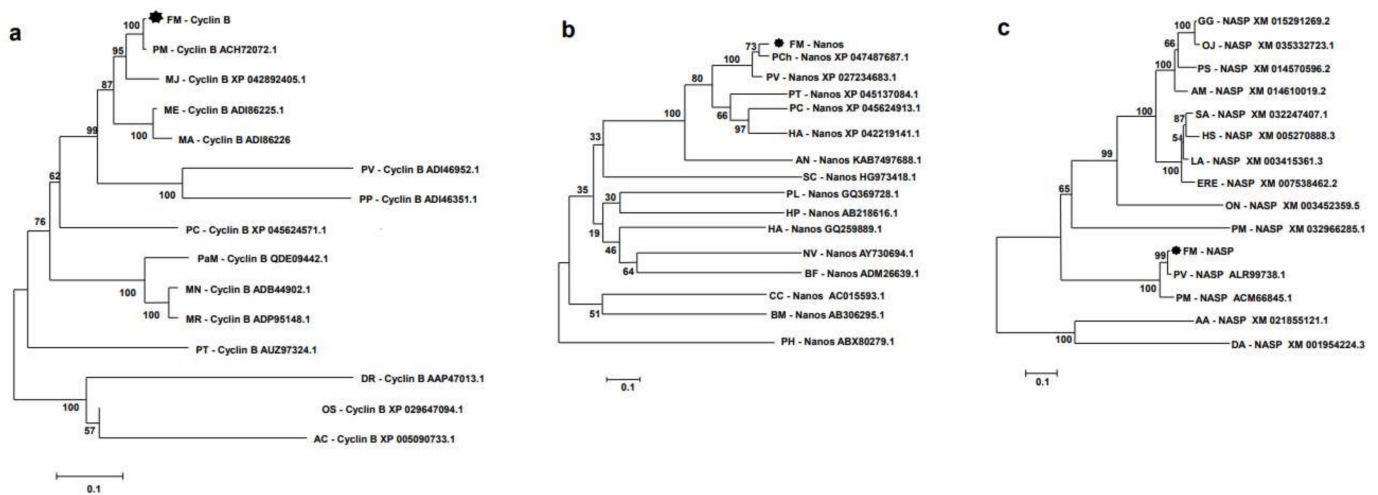 a
FM - Cyclin B
PM - Cyclin B ACH72072.1
MJ - Cyclin B XP 042892405.1
ME - Cyclin B ADI86225.1
MA - Cyclin B ADI86226
PV - Cyclin B ADI46952.1
PP - Cyclin B ADI46351.1
PC - Cyclin B XP 045624571.1
PaM - Cyclin B QDE09442.1
MN - Cyclin B ADB44902.1
MR - Cyclin B ADP95148.1
PT - Cyclin B AUZ97324.1
DR - Cyclin B AAP47013.1
OS - Cyclin B XP 029647094.1
AC - Cyclin B XP 005090733.1
100
95
87
100
99
100
62
76
100
100
100
57
0.1
b
FM - Nanos
PCh - Nanos XP 047487687.1
PV - Nanos XP 027234683.1
PT - Nanos XP 045137084.1
PC - Nanos XP 045624913.1
HA - Nanos XP 042219141.1
AN - Nanos KAB7497688.1
SC - Nanos HG973418.1
PL - Nanos GQ369728.1
HP - Nanos AB218616.1
HA - Nanos GQ259889.1
NV - Nanos AY730694.1
BF - Nanos ADM26639.1
CC - Nanos AC015593.1
BM - Nanos AB306295.1
PH - Nanos ABX80279.1
73
100
80
66
97
100
33
35
30
19
46
64
51
0.1
c
GG - NASP XM 015291269.2
OJ - NASP XM 035332723.1
PS - NASP XM 014570596.2
AM - NASP XM 014610019.2
SA - NASP XM 032247407.1
HS - NASP XM 005270888.3
LA - NASP XM 003415361.3
ERE - NASP XM 007538462.2
ON - NASP XM 003452359.5
PM - NASP XM 032966285.1
FM - NASP
PV - NASP ALR99738.1
PM - NASP ACM66845.1
AA - NASP XM 021855121.1
DA - NASP XM 001954224.3
100
66
100
100
87
54
100
99
65
99
100
100
0.1